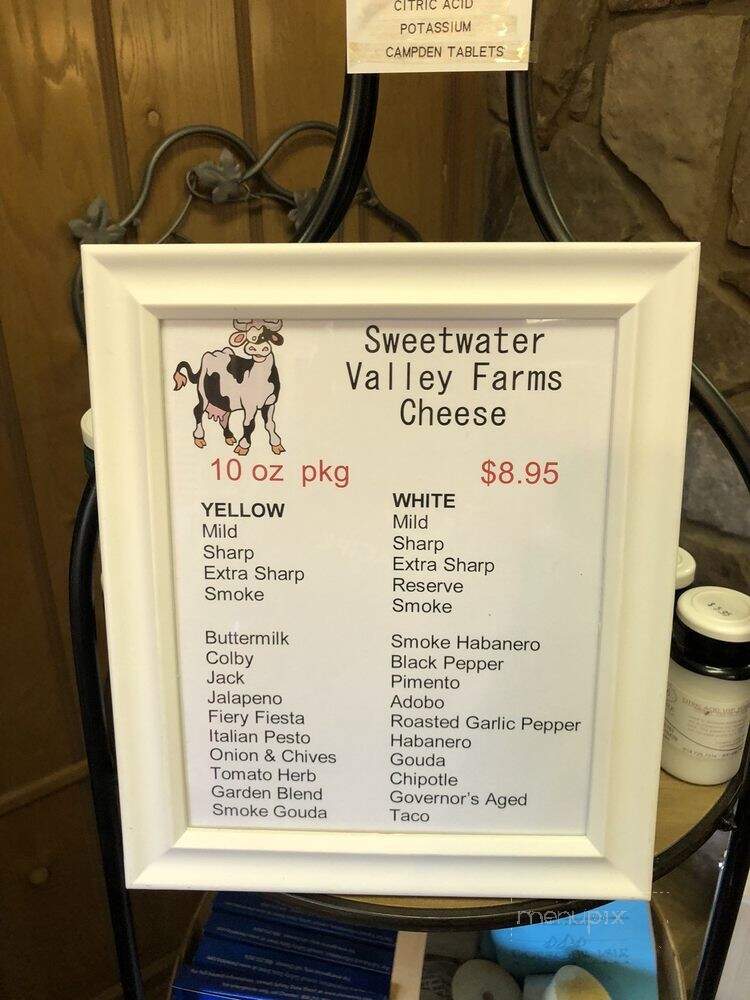 CITRIC ACID
POTASSIUM
CAMPDEN TABLETS
Sweetwater
Valley Farms
Cheese
10 oz pkg
$8.95
YELLOW
Mild
Sharp
Extra Sharp
Smoke
Buttermilk
Colby
Jack
Jalapeno
Fiery Fiesta
Italian Pesto
Onion & Chives
Tomato Herb
Garden Blend
Smoke Gouda
WHITE
Mild
Sharp
Extra Sharp
Reserve
Smoke
Smoke Habanero
Black Pepper
Pimento
Adobo
Roasted Garlic Pepper
Habanero
Gouda
Chipotle
Governor's Aged
Taco
menupix